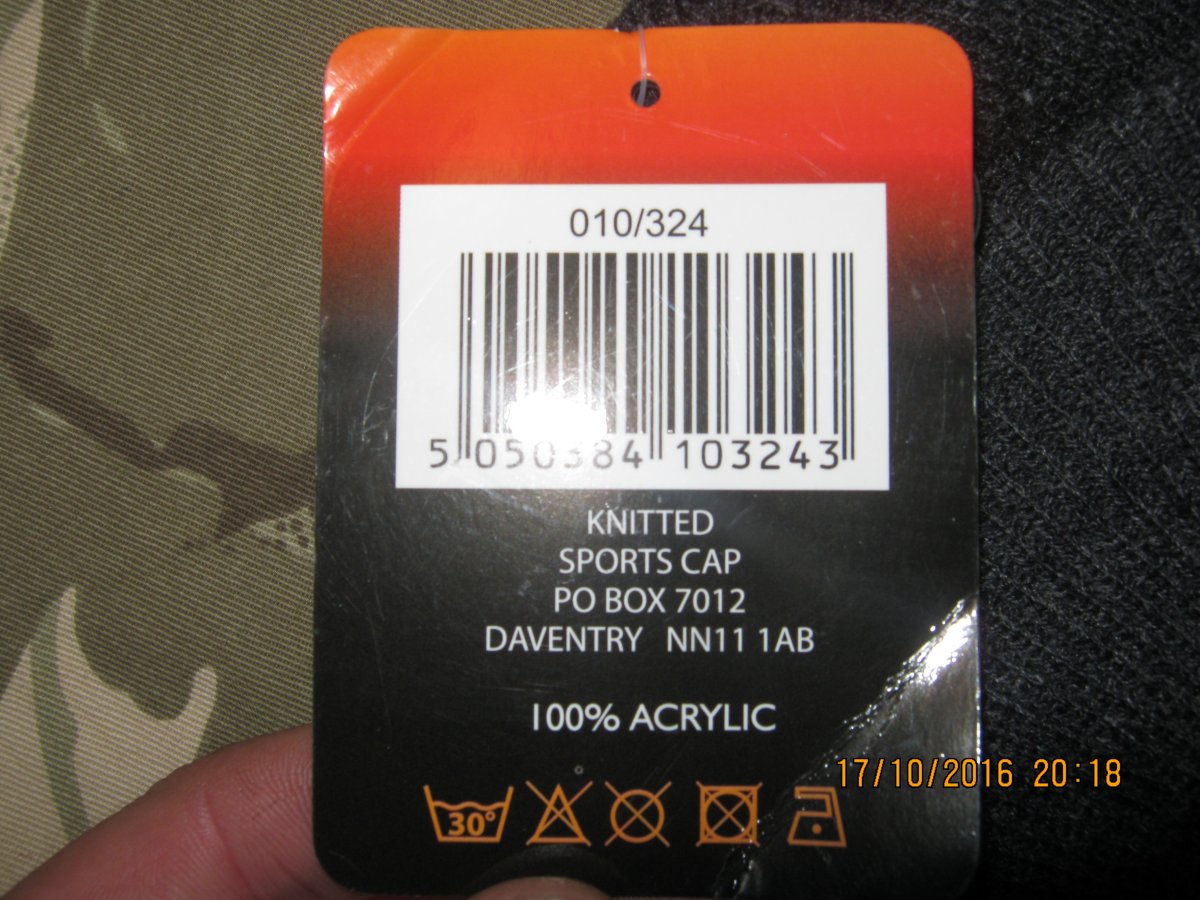 010/324
5 050384 103243
KNITTED
SPORTS CAP
PO BOX 7012
DAVENTRY NN11 1AB
100% ACRYLIC
30°
17/10/2016 20:18